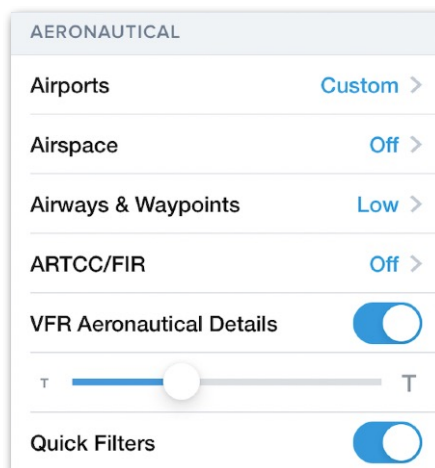 AERONAUTICAL
Airports Custom >
Airspace Off >
Airways & Waypoints Low >
ARTCC/FIR Off >
VFR Aeronautical Details
T T
Quick Filters